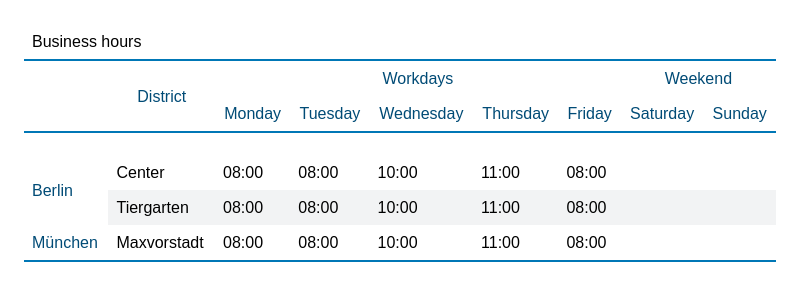 Business hours
District Workdays Weekend
Monday Tuesday Wednesday Thursday Friday Saturday Sunday
Berlin Center 08:00 08:00 10:00 11:00 08:00
Tiergarten 08:00 08:00 10:00 11:00 08:00
München Maxvorstadt 08:00 08:00 10:00 11:00 08:00